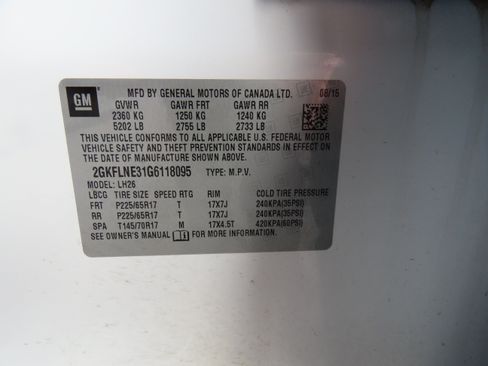 GM
MFD BY GENERAL MOTORS OF CANADA LTD. 08/15
GVWR GAWR FRT GAWR RR
2360 KG 1250 KG 1240 KG
5202 LB 2755 LB 2733 LB
THIS VEHICLE CONFORMS TO ALL APPLICABLE U.S. FEDERAL MOTOR
VEHICLE SAFETY AND THEFT PREVENTION STANDARDS IN EFFECT ON THE
DATE OF MANUFACTURE SHOWN ABOVE.
2GKFLNE31G6118095 TYPE: M.P.V.
MODEL: LH26
LBCG TIRE SIZE SPEED RTG RIM COLD TIRE PRESSURE
FRT P225/65R17 T 17X7J 240KPA(35PSI)
RR P225/65R17 T 17X7J 240KPA(35PSI)
SPA T145/70R17 M 17X4.5T 420KPA(60PSI)
SEE OWNER'S MANUAL FOR MORE INFORMATION.